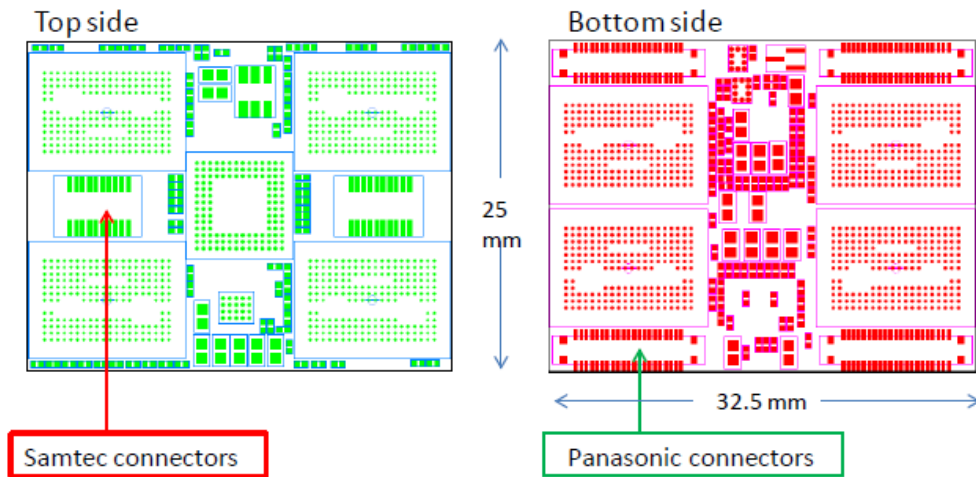 Top side
Bottom side
25
mm
32.5 mm
Samtec connectors
Panasonic connectors